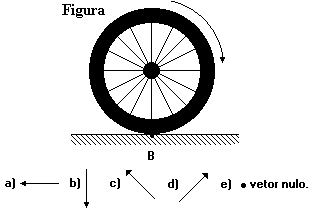 Figura
B
a) b) c) d) e) • vetor nulo.